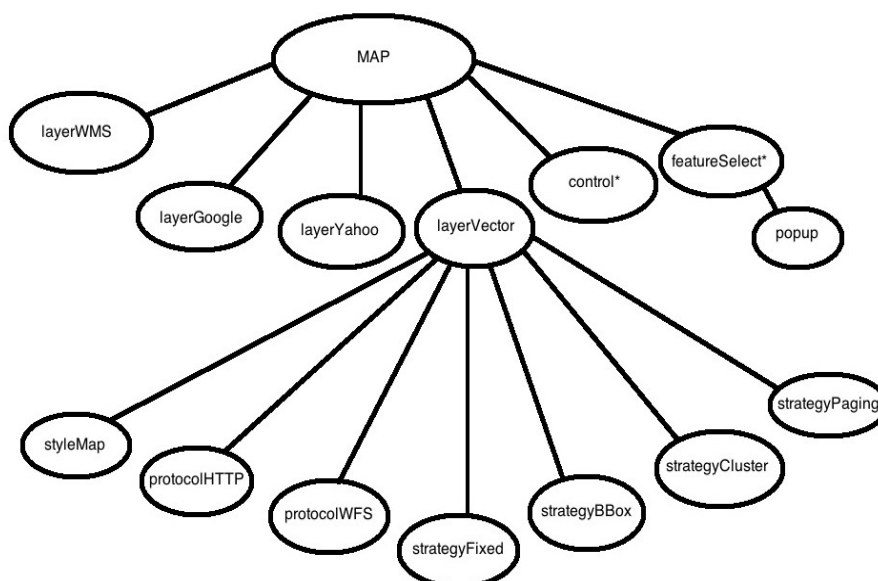 MAP
layerWMS
layerGoogle
layerYahoo
layerVector
control*
featureSelect*
popup
styleMap
protocolHTTP
protocolWFS
strategyFixed
strategyBBox
strategyCluster
strategyPaging